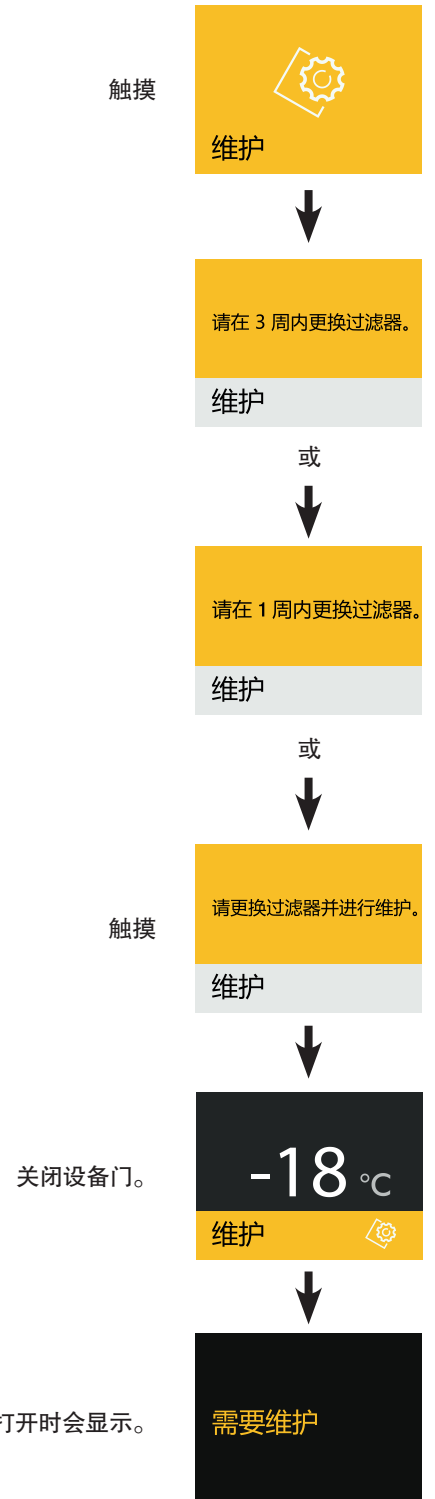 触摸
维护
请在 3 周内更换过滤器。
维护
或
请在 1 周内更换过滤器。
维护
或
请更换过滤器并进行维护。
触摸
维护
-18 °C
关闭设备门。
维护
打开时会显示。
需要维护